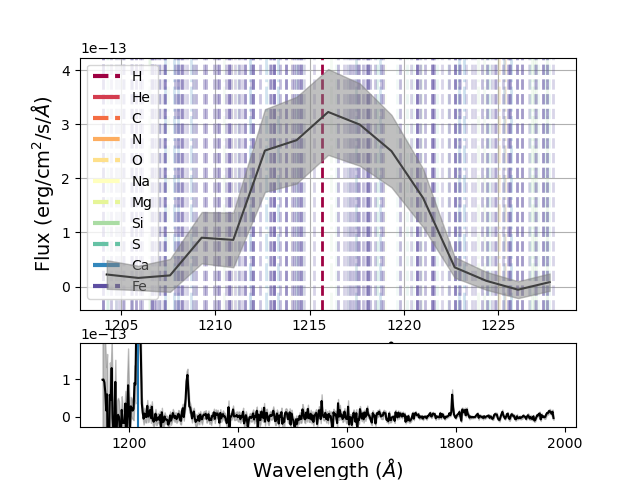 1e−13
4
3
2
1
0
Flux (erg/cm²/s/Å)
H
He
C
N
O
Na
Mg
Si
S
Ca
Fe
1205 1210 1215 1220 1225
1e−13
1
0
1200 1400 1600 1800 2000
Wavelength (Å)